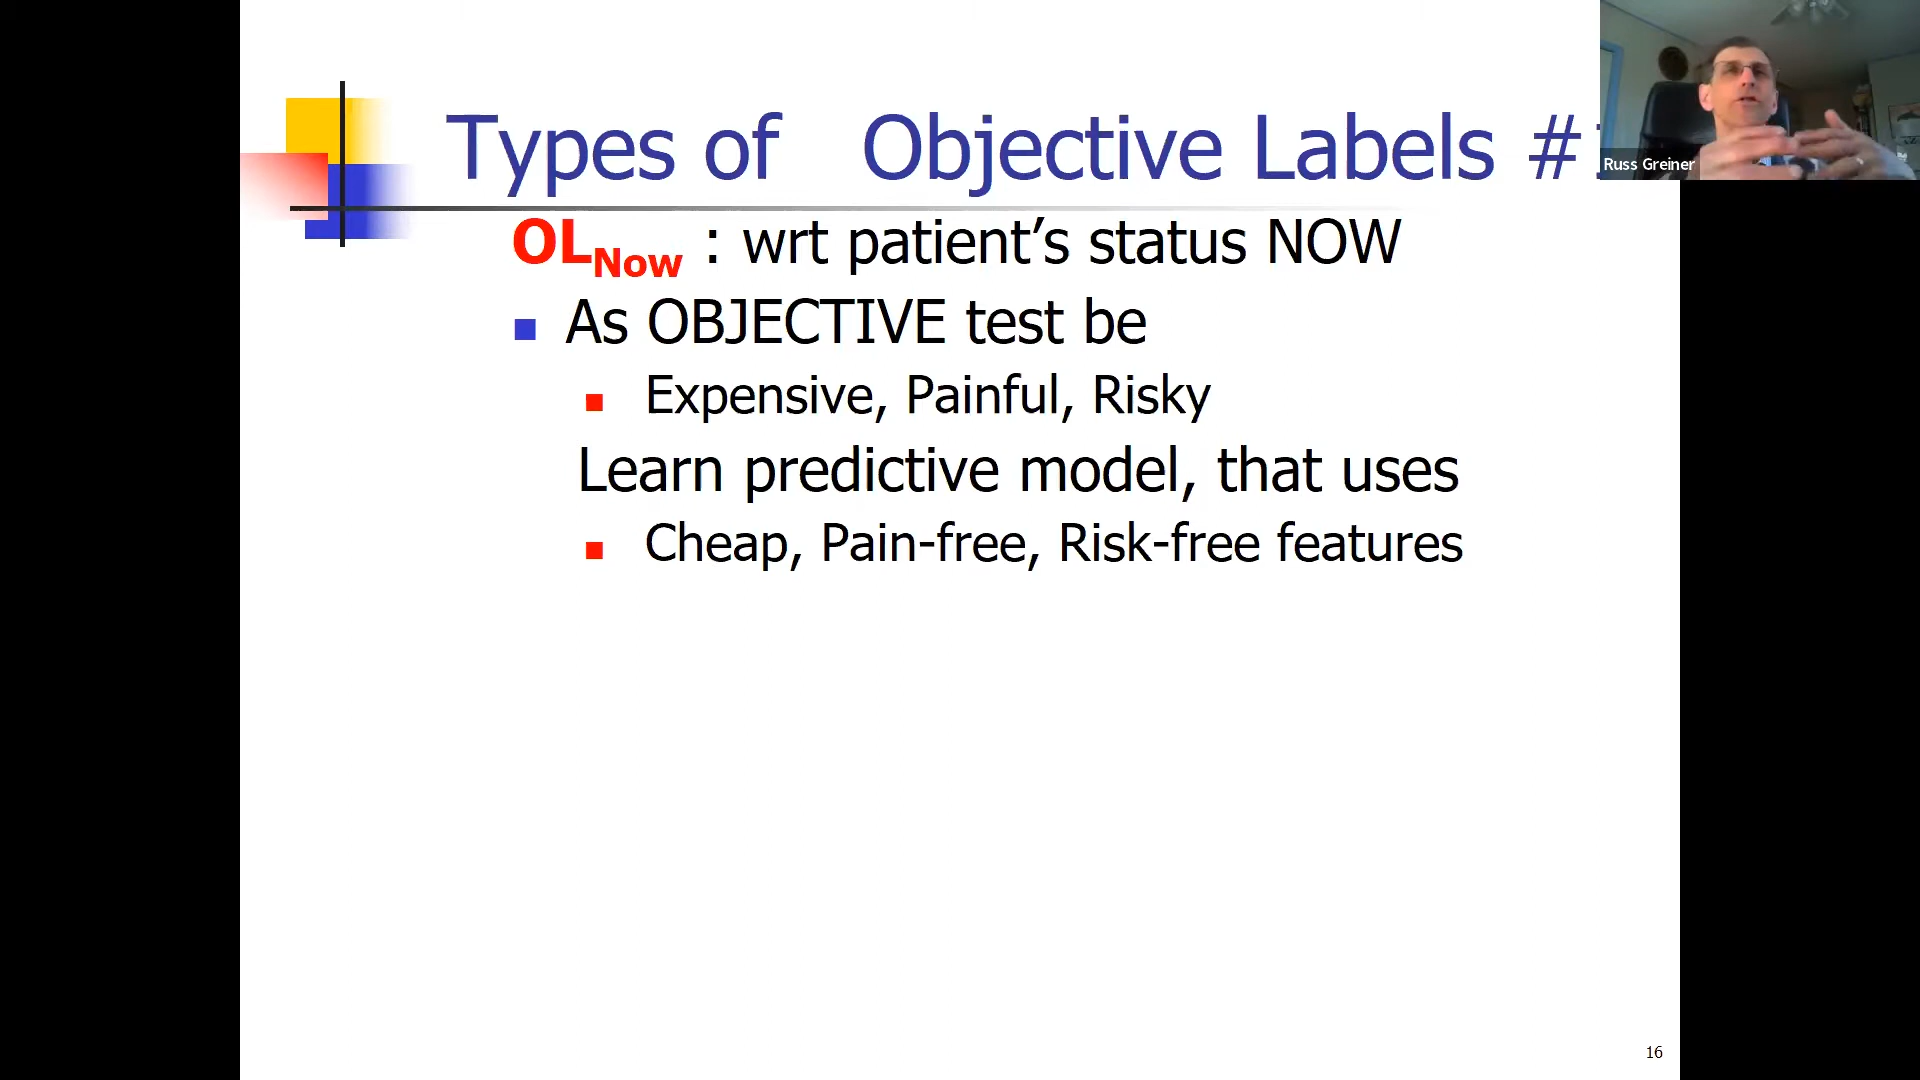 Types of Objective Labels #
Russ Greiner
OLNow : wrt patient’s status NOW
As OBJECTIVE test be
Expensive, Painful, Risky
Learn predictive model, that uses
Cheap, Pain-free, Risk-free features
16